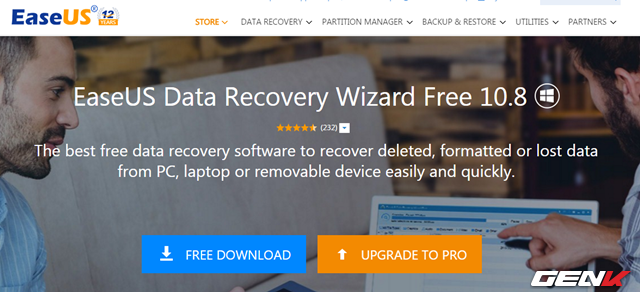 EaseUS® 12 YEARS
STORE DATA RECOVERY PARTITION MANAGER BACKUP & RESTORE UTILITIES PARTNERS
EaseUS Data Recovery Wizard Free 10.8
(232)
The best free data recovery software to recover deleted, formatted or lost data
from PC, laptop or removable device easily and quickly.
FREE DOWNLOAD UPGRADE TO PRO
GENK